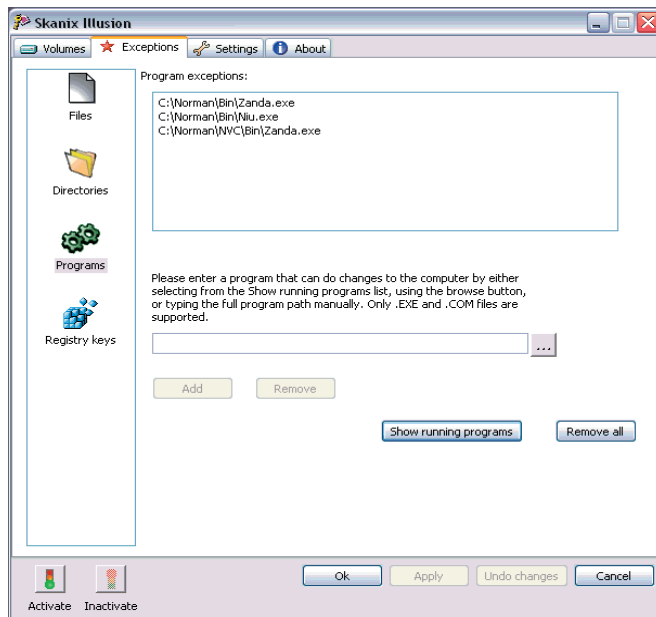 Skanix Illusion
Volumes Exceptions Settings About
Program exceptions:
Files
Directories
Programs
Registry keys
C:\Norman\Bin\Zanda.exe
C:\Norman\Bin\Niu.exe
C:\Norman\NVC\Bin\Zanda.exe
Please enter a program that can do changes to the computer by either
selecting from the Show running programs list, using the browse button,
or typing the full program path manually. Only .EXE and .COM files are
supported.
...
Add Remove
Show running programs Remove all
Activate Inactivate
Ok Apply Undo changes Cancel